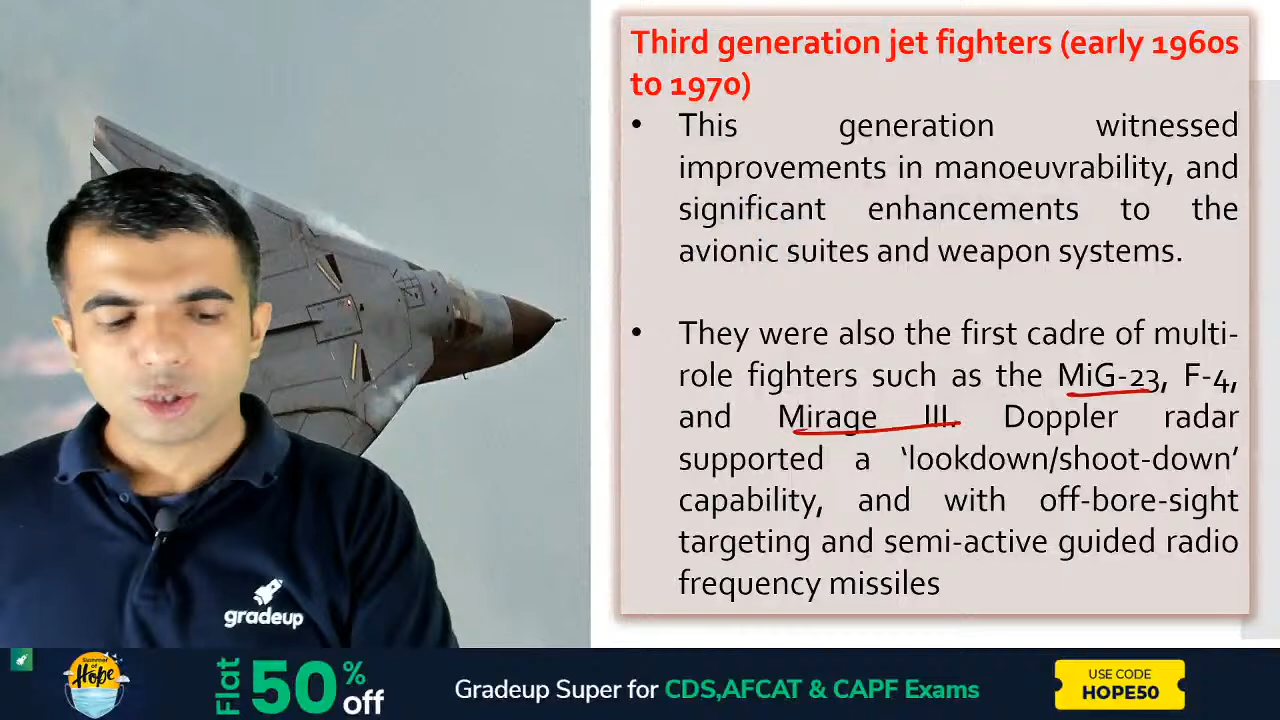 Third generation jet fighters (early 1960s
to 1970)
• This generation witnessed
improvements in manoeuvrability, and
significant enhancements to the
avionic suites and weapon systems.
• They were also the first cadre of multi-
role fighters such as the MiG-23, F-4,
and Mirage III. Doppler radar
supported a ‘lookdown/shoot-down’
capability, and with off-bore-sight
targeting and semi-active guided radio
frequency missiles
gradeup
Summer
of
Hope
Flat
50% off
Gradeup Super for CDS,AFCAT & CAPF Exams
USE CODE
HOPE50